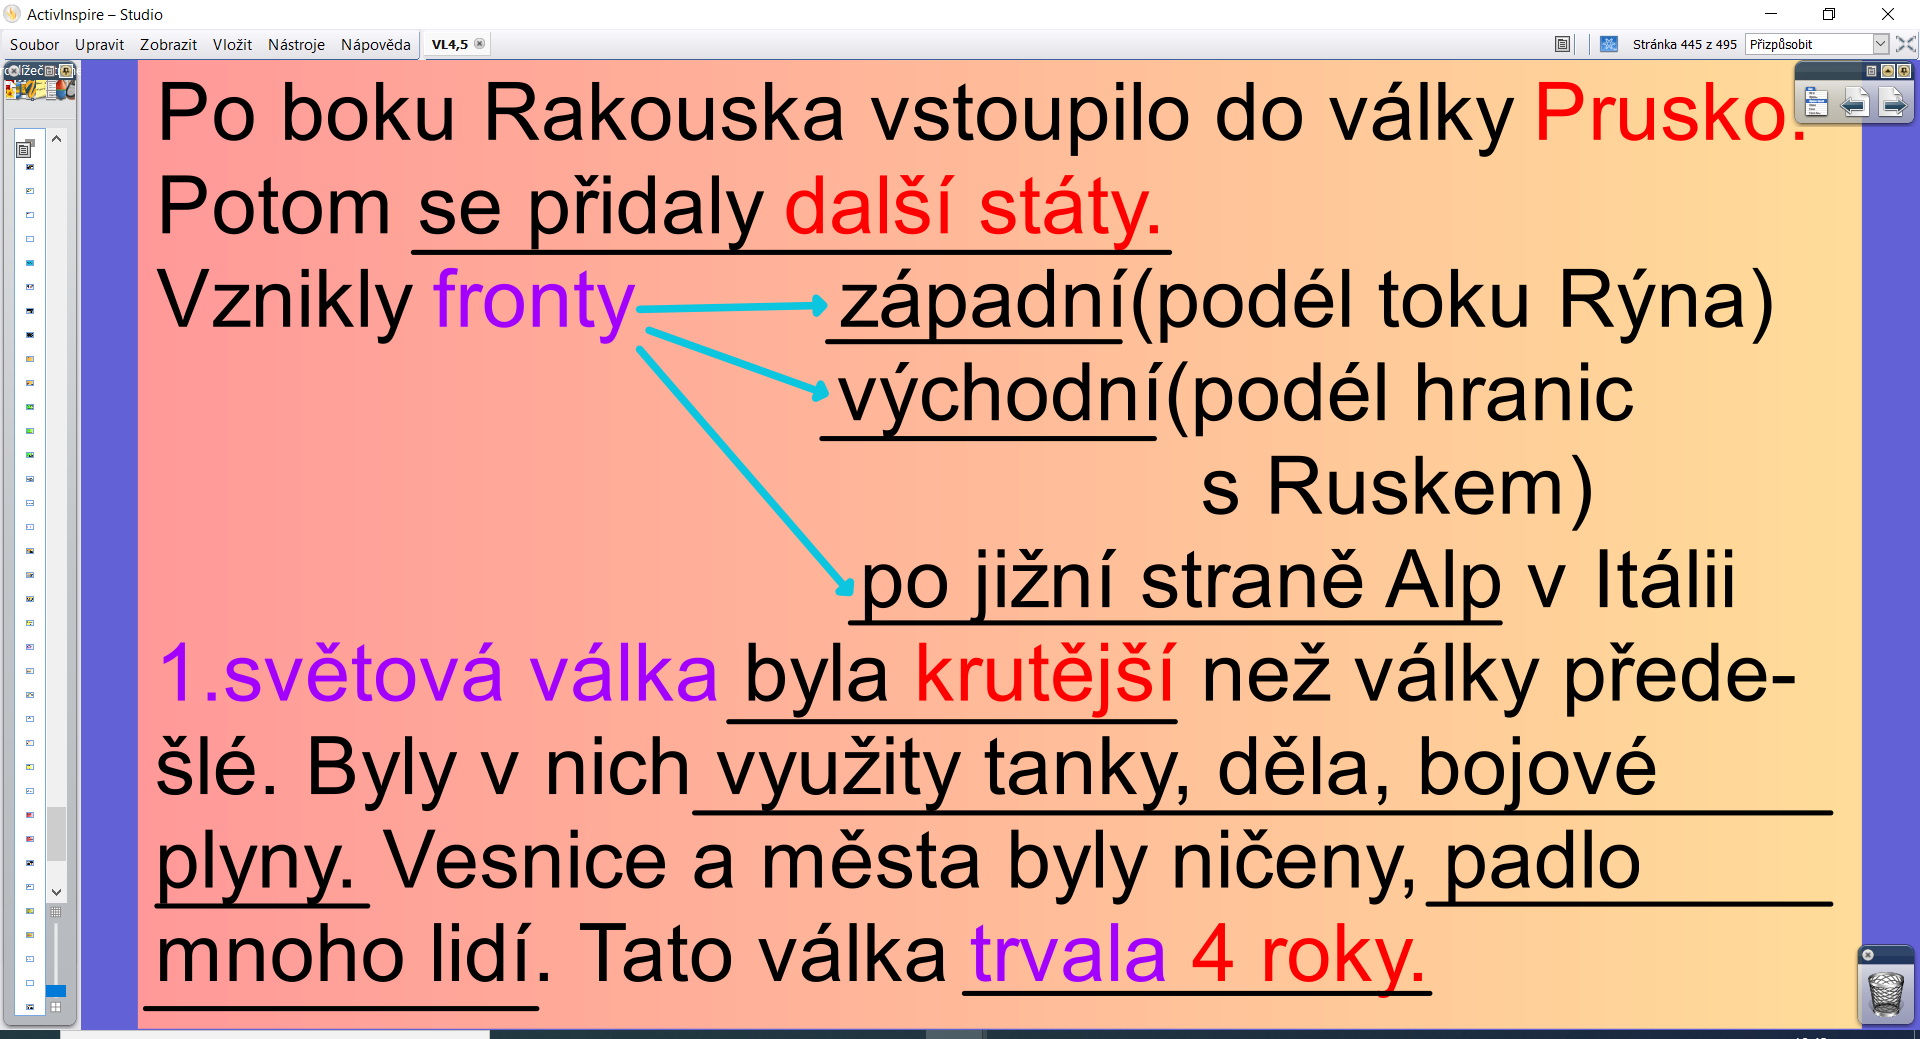 ActivInspire – Studio
Soubor Upravit Zobrazit Vložit Nástroje Nápověda VL4,5 Stránka 445 z 495 Přizpůsobit
Po boku Rakouska vstoupilo do války Prusko.
Potom se přidaly další státy.
Vznikly fronty západní(podél toku Rýna)
východní(podél hranic
s Ruskem)
po jižní straně Alp v Itálii
1.světová válka byla krutější než války přede-
šlé. Byly v nich využity tanky, děla, bojové
plyny. Vesnice a města byly ničeny, padlo
mnoho lidí. Tato válka trvala 4 roky.